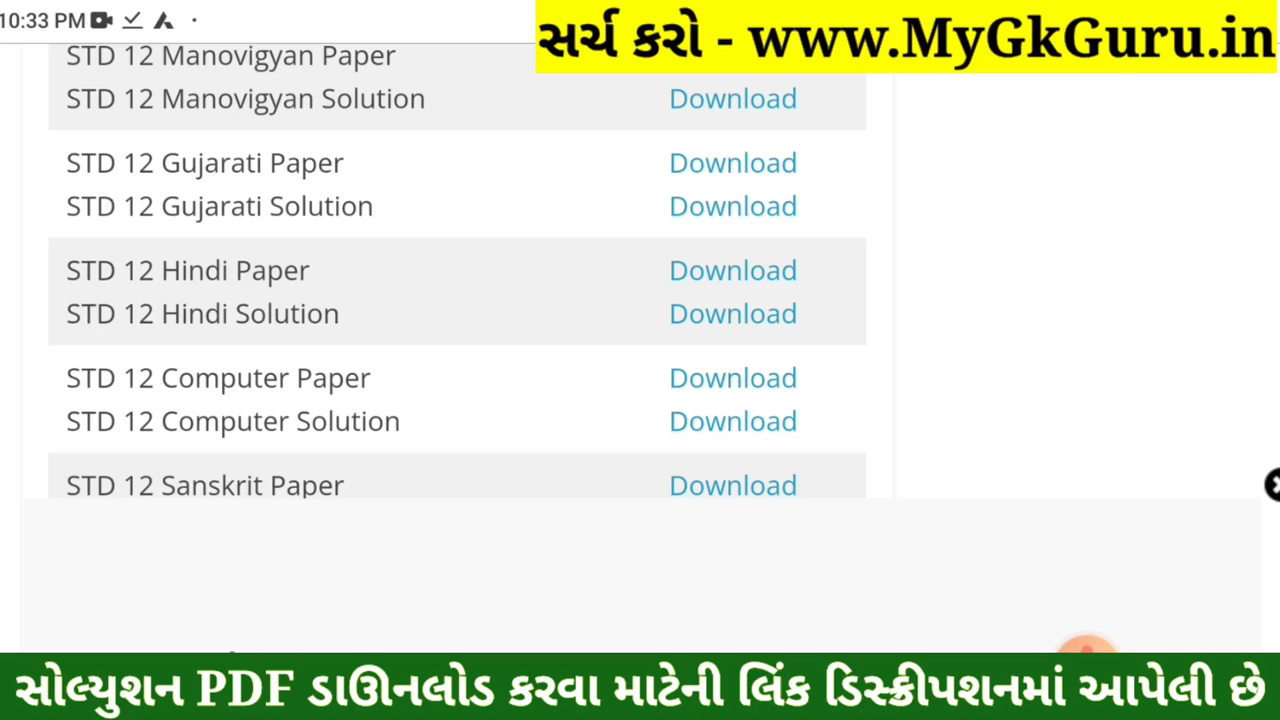 10:33 PM
સર્ચ કરો - www.MyGkGuru.in
STD 12 Manovigyan Paper
STD 12 Manovigyan Solution Download
STD 12 Gujarati Paper Download
STD 12 Gujarati Solution Download
STD 12 Hindi Paper Download
STD 12 Hindi Solution Download
STD 12 Computer Paper Download
STD 12 Computer Solution Download
STD 12 Sanskrit Paper Download
સોલ્યુશન PDF ડાઊનલોડ કરવા માટેની લિંક ડિસ્ક્રીપશનમાં આપેલી છે